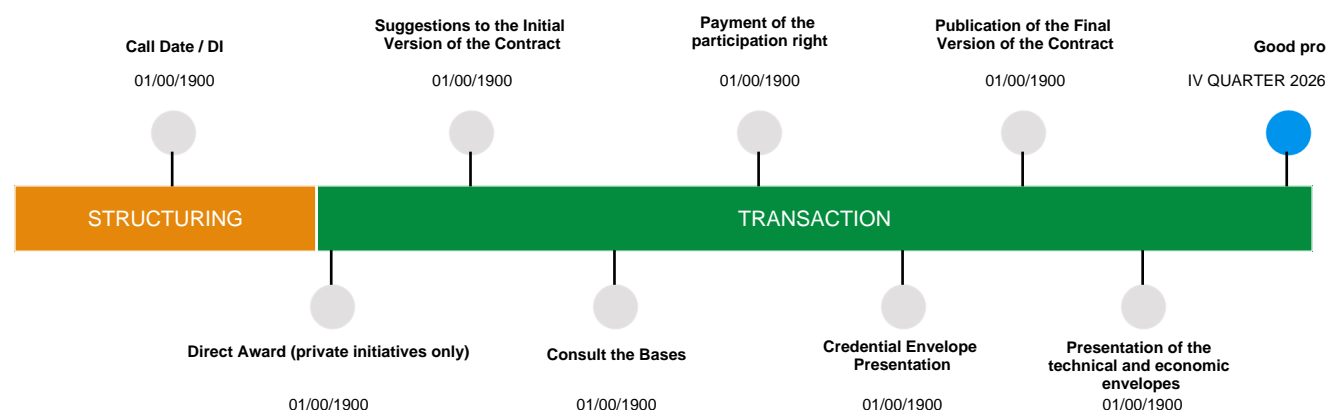 Call Date / DI
01/00/1900
Suggestions to the Initial
Version of the Contract
01/00/1900
Payment of the
participation right
01/00/1900
Publication of the Final
Version of the Contract
01/00/1900
Good pro
IV QUARTER 2026
STRUCTURING
TRANSACTION
Direct Award (private initiatives only)
01/00/1900
Consult the Bases
01/00/1900
Credential Envelope
Presentation
01/00/1900
Presentation of the
technical and economic
envelopes
01/00/1900